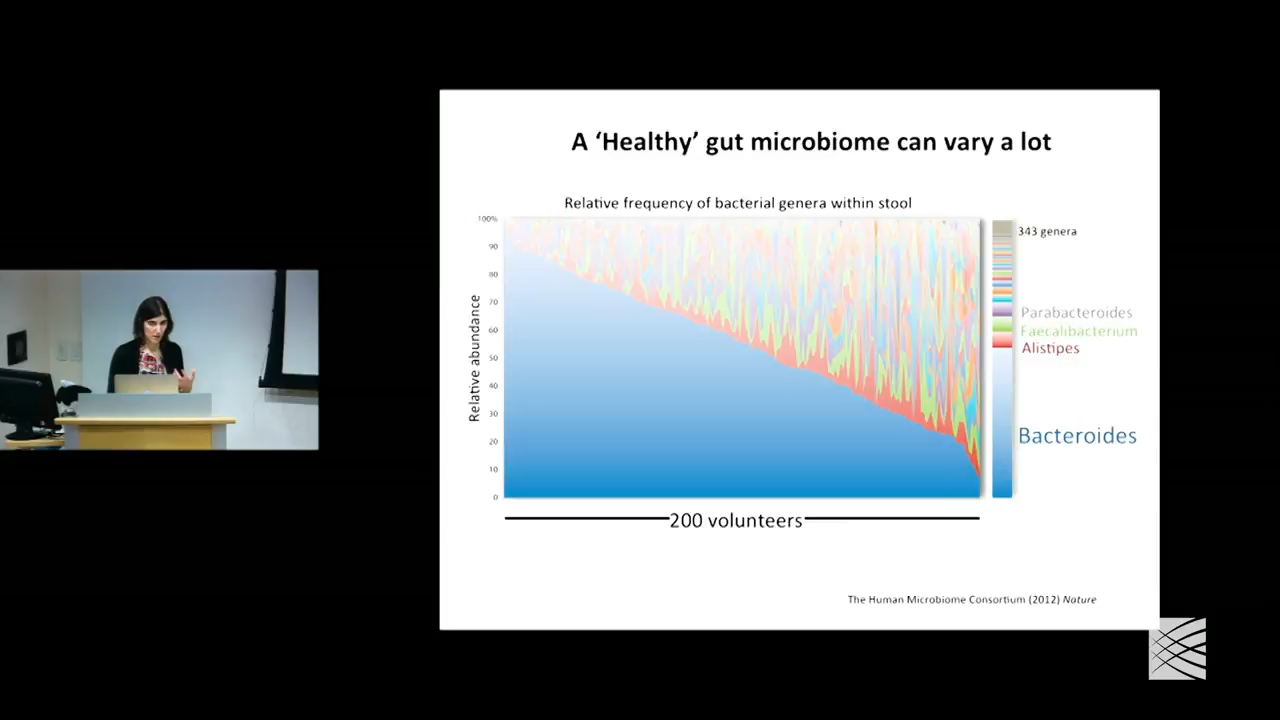 A ‘Healthy’ gut microbiome can vary a lot
Relative frequency of bacterial genera within stool
Relative abundance
100%
90
80
70
60
50
40
30
20
10
0
343 genera
Parabacteroides
Faecalibacterium
Alistipes
Bacteroides
200 volunteers
The Human Microbiome Consortium (2012) Nature